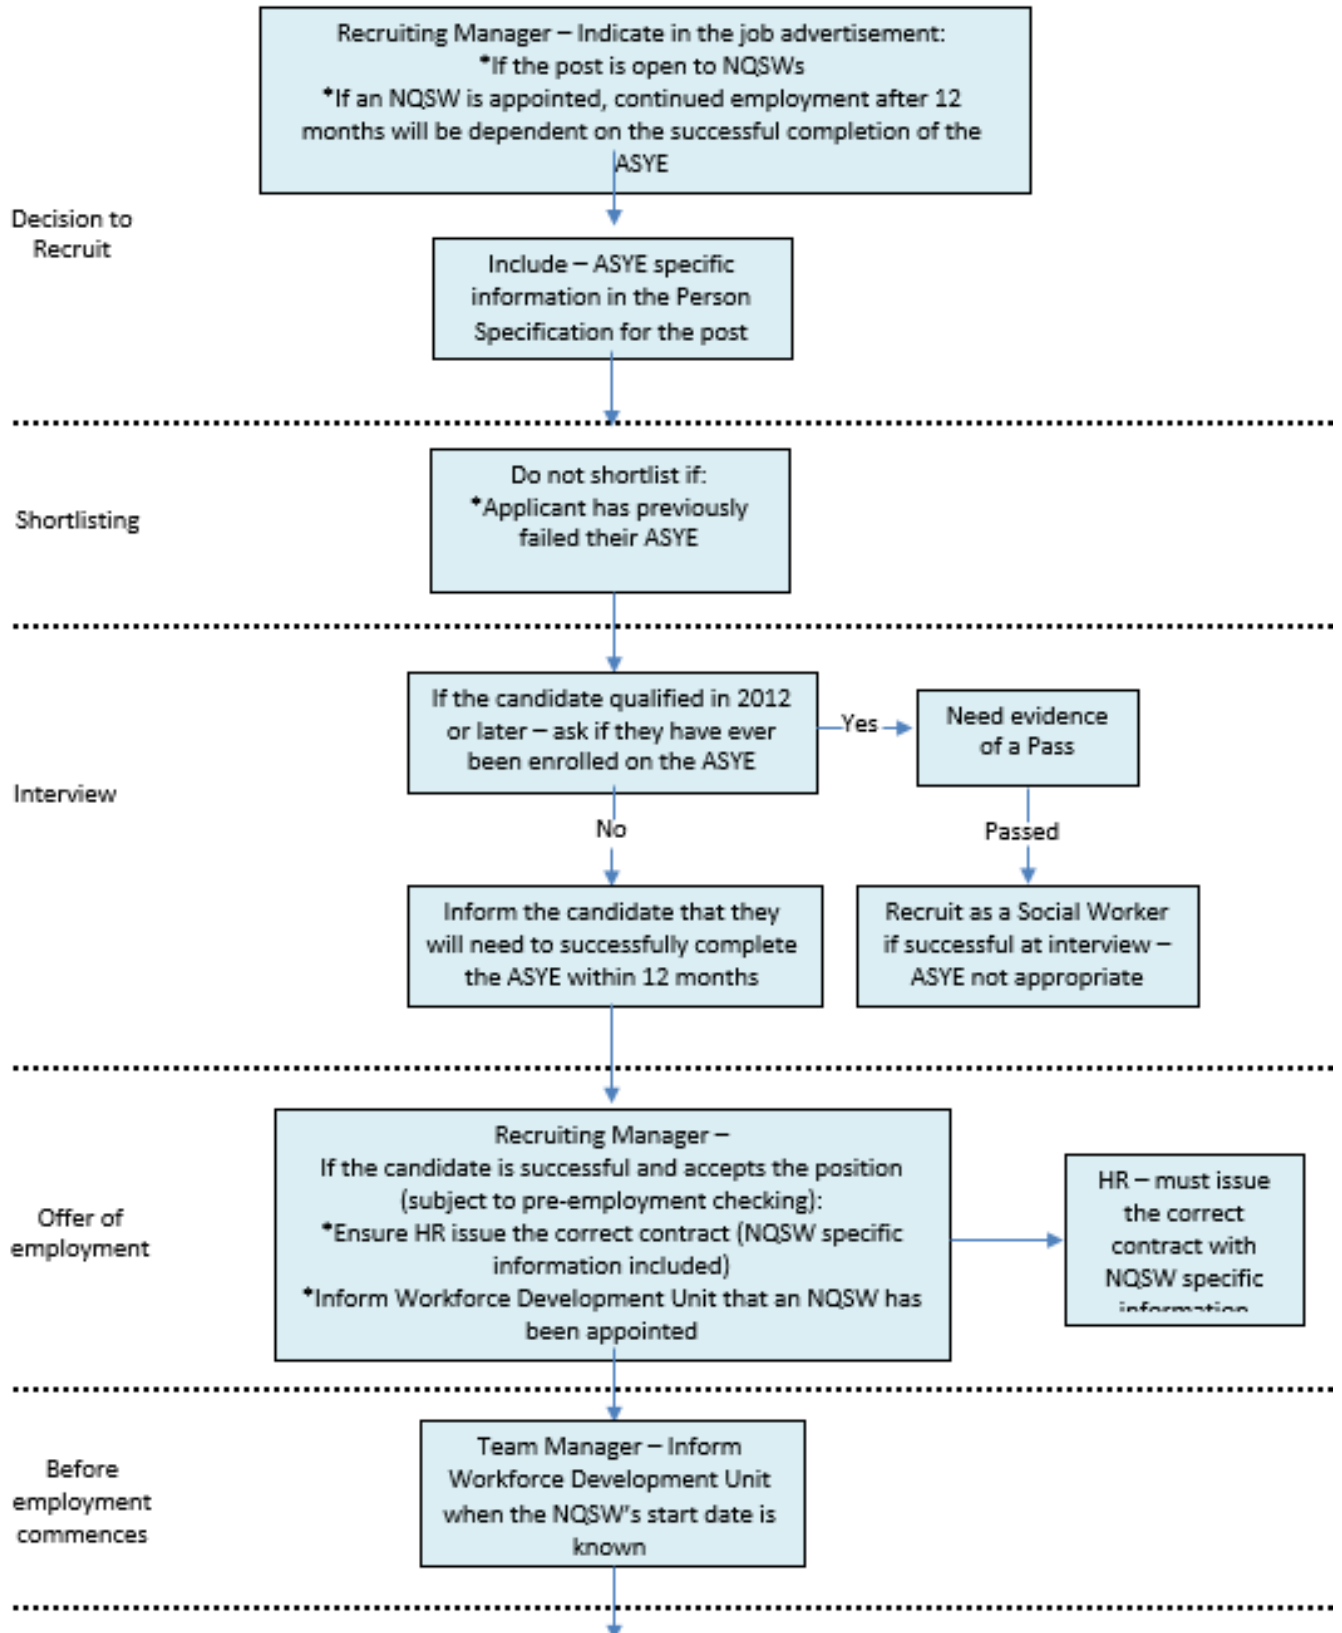 Recruiting Manager – Indicate in the job advertisement:
*If the post is open to NQSWs
*If an NQSW is appointed, continued employment after 12
months will be dependent on the successful completion of the
ASYE
Decision to
Recruit
Include – ASYE specific
information in the Person
Specification for the post
Shortlisting
Do not shortlist if:
*Applicant has previously
failed their ASYE
Interview
If the candidate qualified in 2012
or later – ask if they have ever
been enrolled on the ASYE
Yes
Need evidence
of a Pass
No
Passed
Inform the candidate that they
will need to successfully complete
the ASYE within 12 months
Recruit as a Social Worker
if successful at interview –
ASYE not appropriate
Offer of
employment
Recruiting Manager –
If the candidate is successful and accepts the position
(subject to pre-employment checking):
*Ensure HR issue the correct contract (NQSW specific
information included)
*Inform Workforce Development Unit that an NQSW has
been appointed
HR – must issue
the correct
contract with
NQSW specific
information
Before
employment
commences
Team Manager – Inform
Workforce Development Unit
when the NQSW's start date is
known